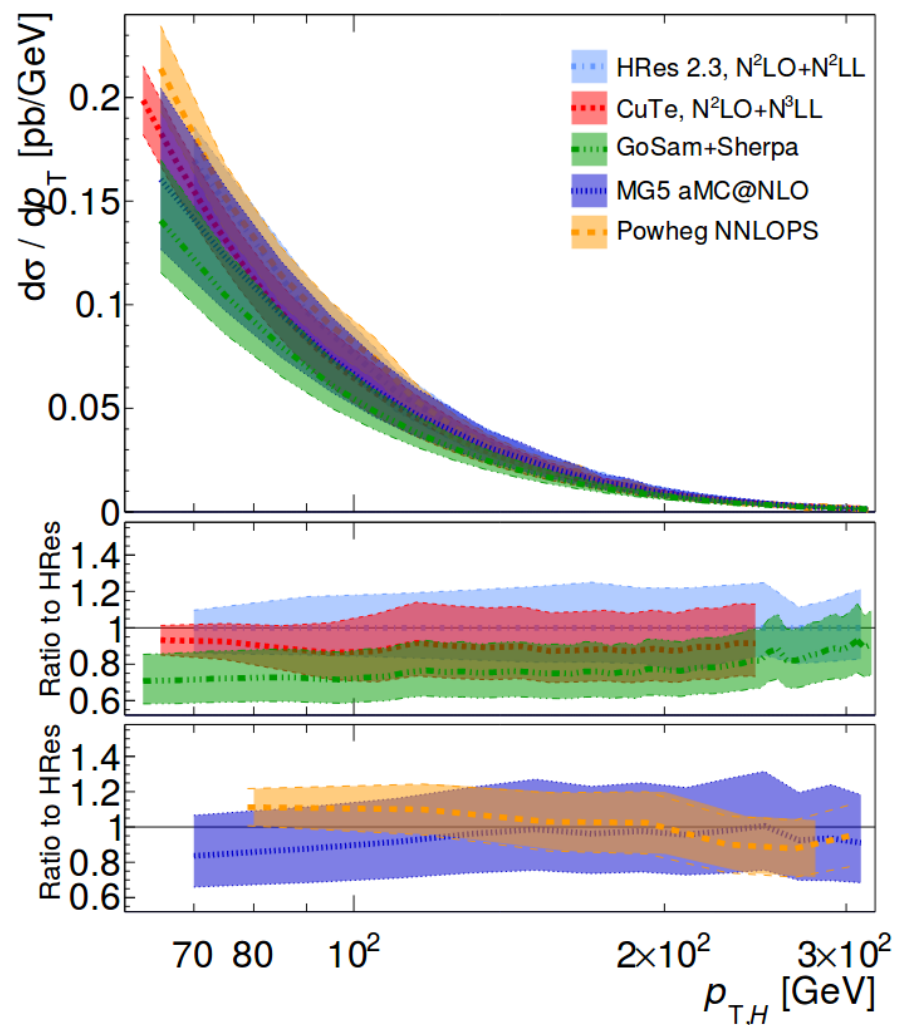 dσ / dp_T [pb/GeV]
0.2
0.15
0.1
0.05
0
HRes 2.3, N²LO+N²LL
CuTe, N²LO+N³LL
GoSam+Sherpa
MG5 aMC@NLO
Powheg NNLOPS
Ratio to HRes
1.4
1.2
1
0.8
0.6
Ratio to HRes
1.4
1.2
1
0.8
0.6
70 80 10² 2×10² 3×10²
p_T,H [GeV]